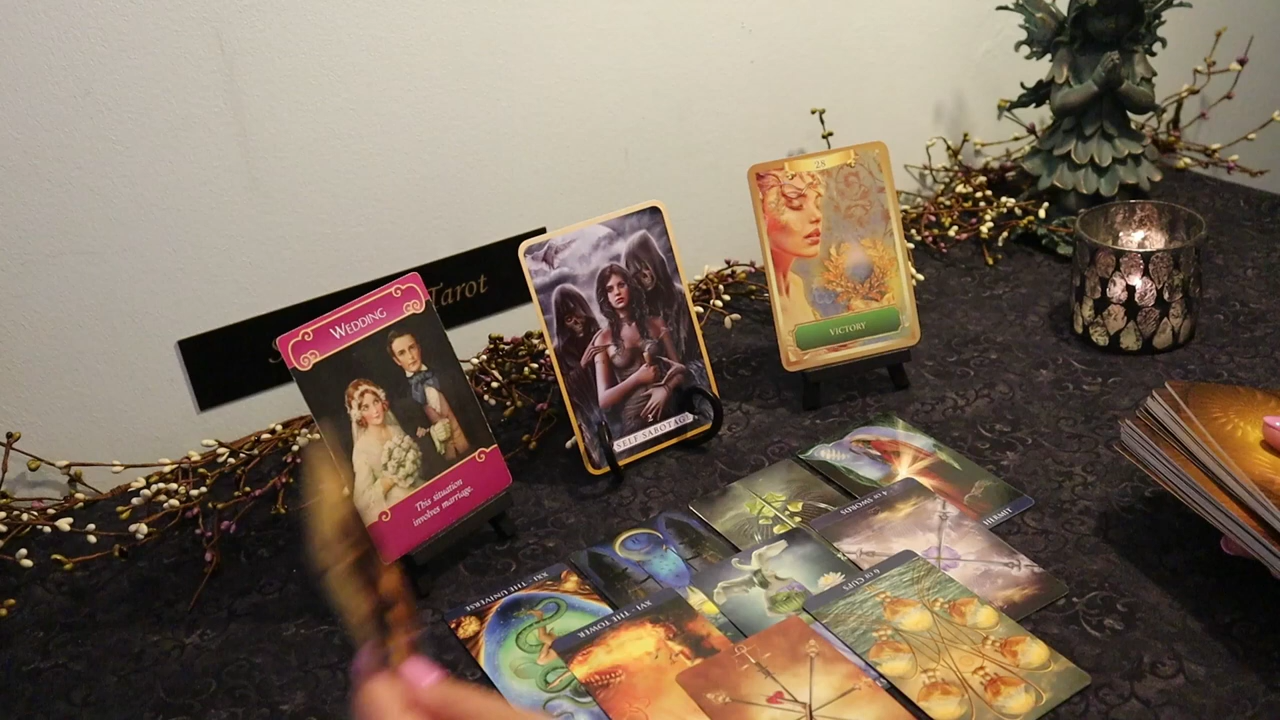 Tarot
WEDDING
This situation
involves marriage.
SELF SABOTAGE
28
VICTORY
HERMIT
4 OF SWORDS
6 OF CUPS
XXI - THE UNIVERSE
XVI - THE TOWER